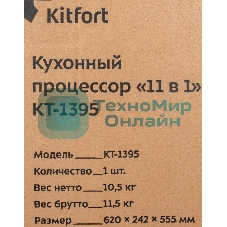 Kitfort
Кухонный
процессор «11 в 1»
КТ-1395
ТехноМир
Онлайн
Модель КТ-1395
Количество 1 шт.
Вес нетто 10,5 кг
Вес брутто 11,5 кг
Размер 620 × 242 × 555 мм